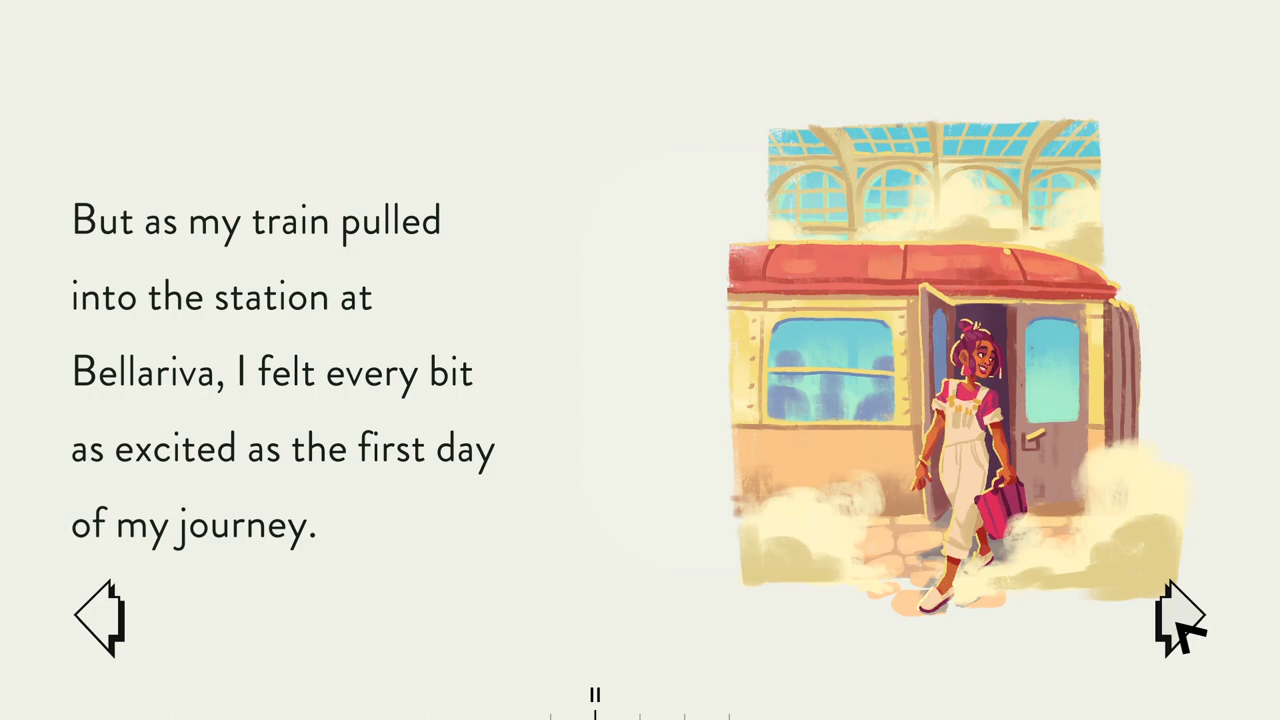 But as my train pulled
into the station at
Bellariva, I felt every bit
as excited as the first day
of my journey.
II